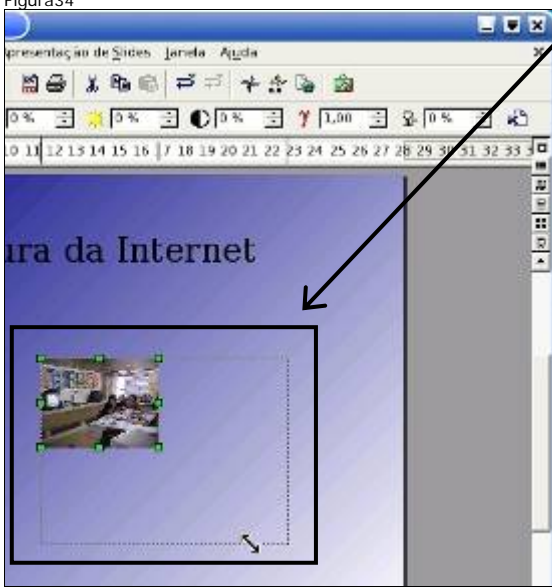 Figura34
presentação de Slides Janela Ajuda
0 % 0 % 0 % 1,00 0 %
10 11 12 13 14 15 16 17 18 19 20 21 22 23 24 25 26 27 28 29 30 31 32 33 3
ura da Internet